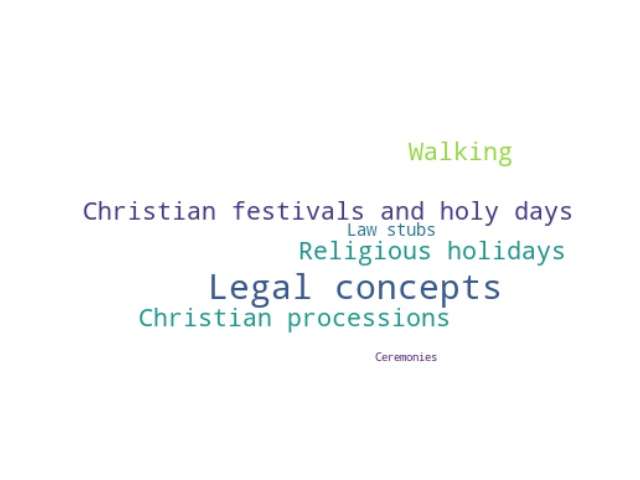 Walking
Christian festivals and holy days
Law stubs
Religious holidays
Legal concepts
Christian processions
Ceremonies